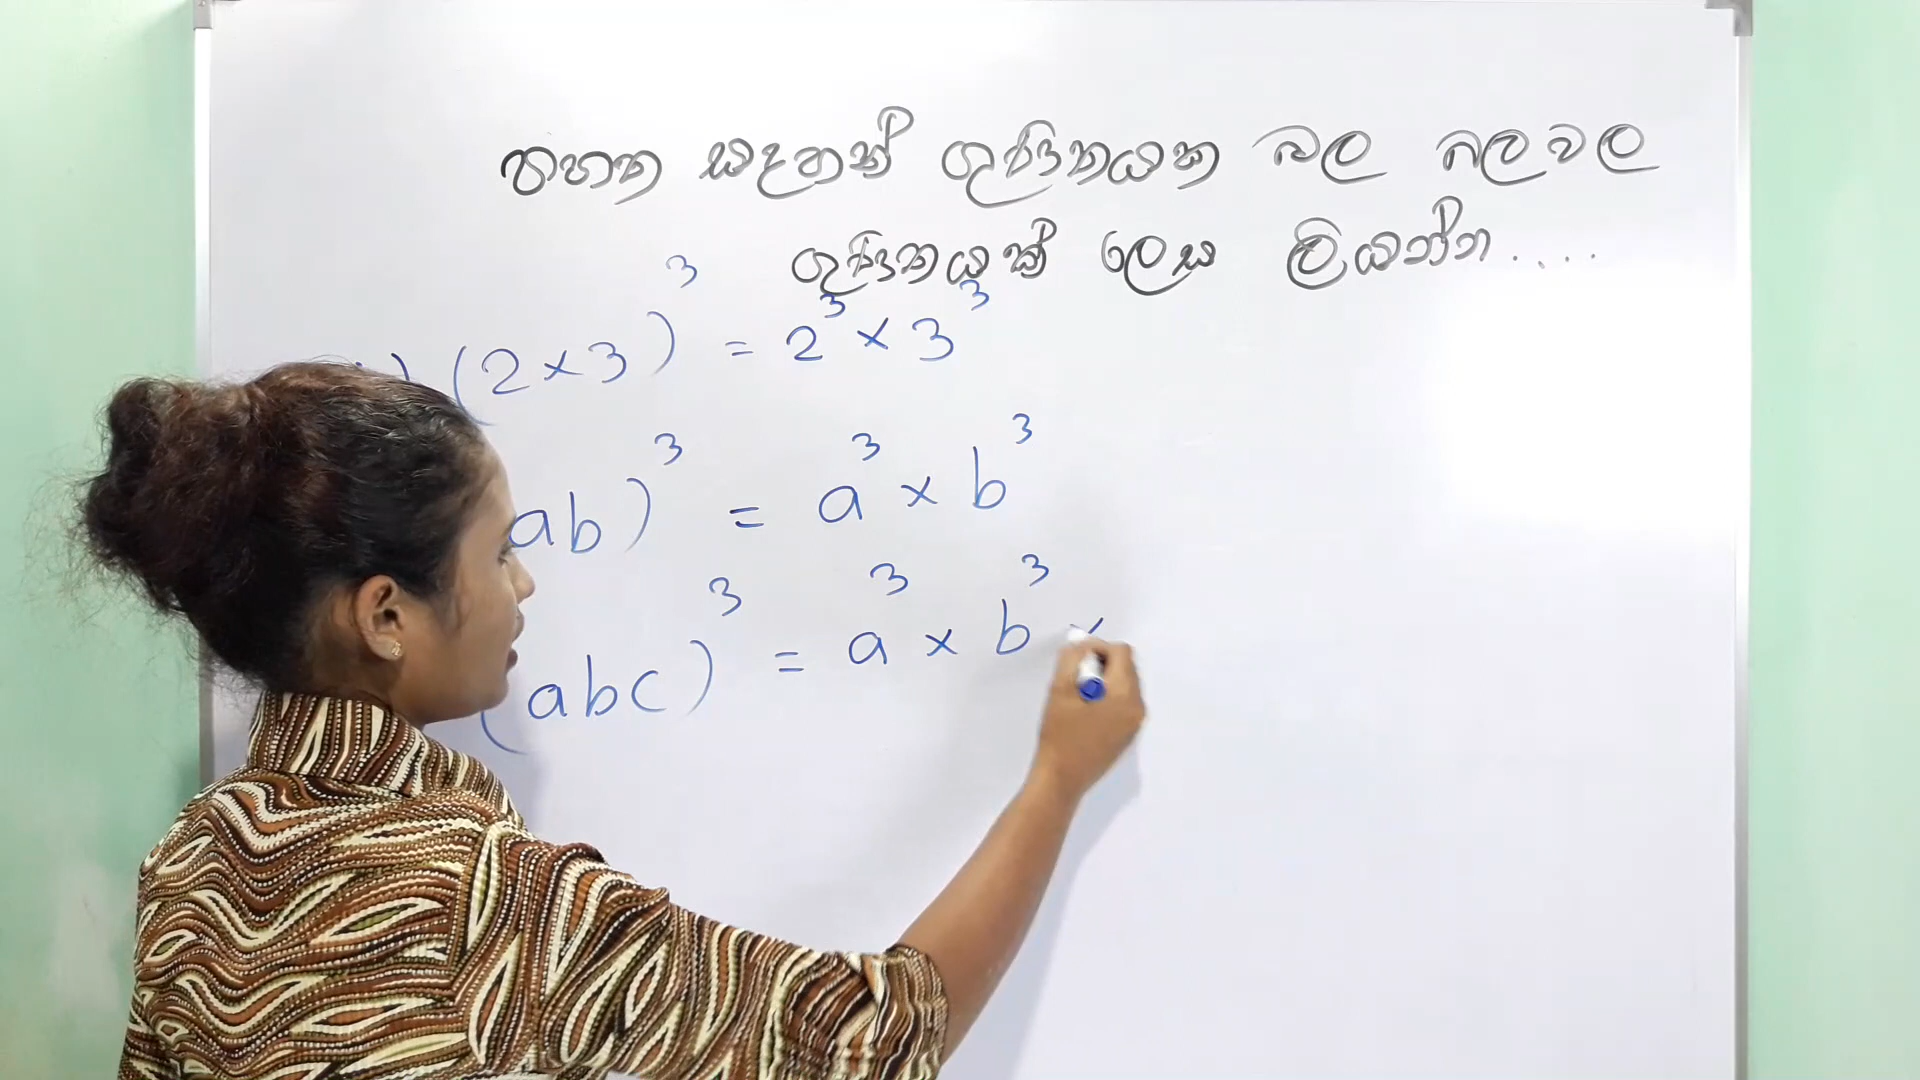 පහත සඳහන් ගුණිතයක බල බලවල
ගුණිතයක් ලෙස ලියන්න....
(2×3)³ = 2³ × 3³
ab)³ = a³ × b³
(abc)³ = a³ × b³ ×